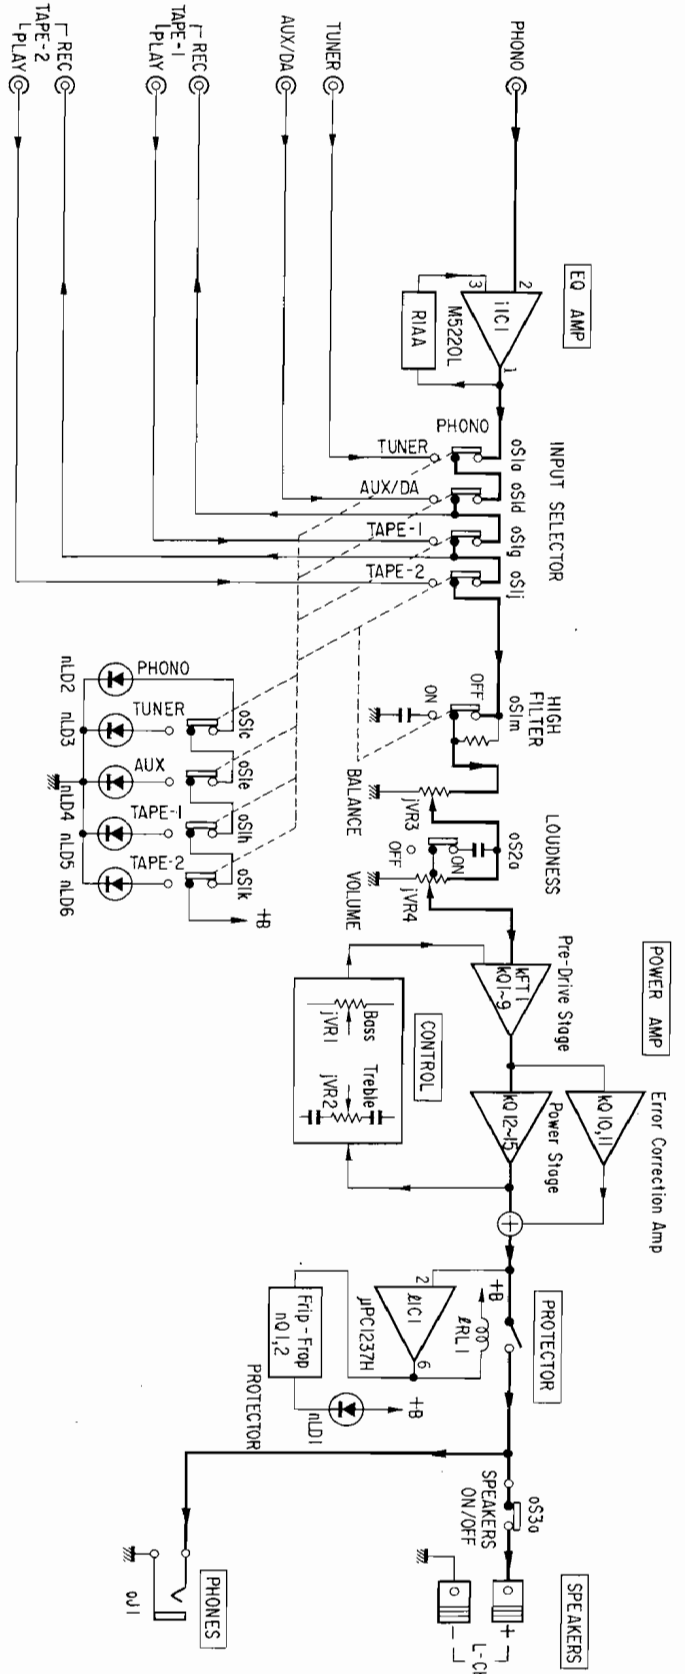 PHONO
TUNER
AUX/DA
REC
TAPE-1
PLAY
REC
TAPE-2
PLAY
EQ AMP
2
3
iIC1
1
M5220L
RIAA
INPUT SELECTOR
PHONO
oS1a
oS1d
oS1g
oS1j
TUNER
AUX/DA
TAPE-1
TAPE-2
HIGH
FILTER
oS1m
OFF
ON
PHONO
TUNER
AUX
TAPE-1
TAPE-2
oS1c
oS1e
oS1h
oS1k
nLD2
nLD3
nLD4
nLD5
nLD6
+B
BALANCE
jVR3
LOUDNESS
oS2a
ON
OFF
VOLUME
jVR4
POWER AMP
Pre-Drive Stage
kFT1
kQ1~9
Error Correction Amp
kQ10,11
Power Stage
kQ12~15
CONTROL
Bass
jVR1
Treble
jVR2
PROTECTOR
+B
ℓRL1
2
ℓIC1
6
μPC1237H
Frip-Frop
nQ1,2
+B
nLD1
PROTECTOR
oS3a
SPEAKERS
ON/OFF
SPEAKERS
+
−
PHONES
oJ1